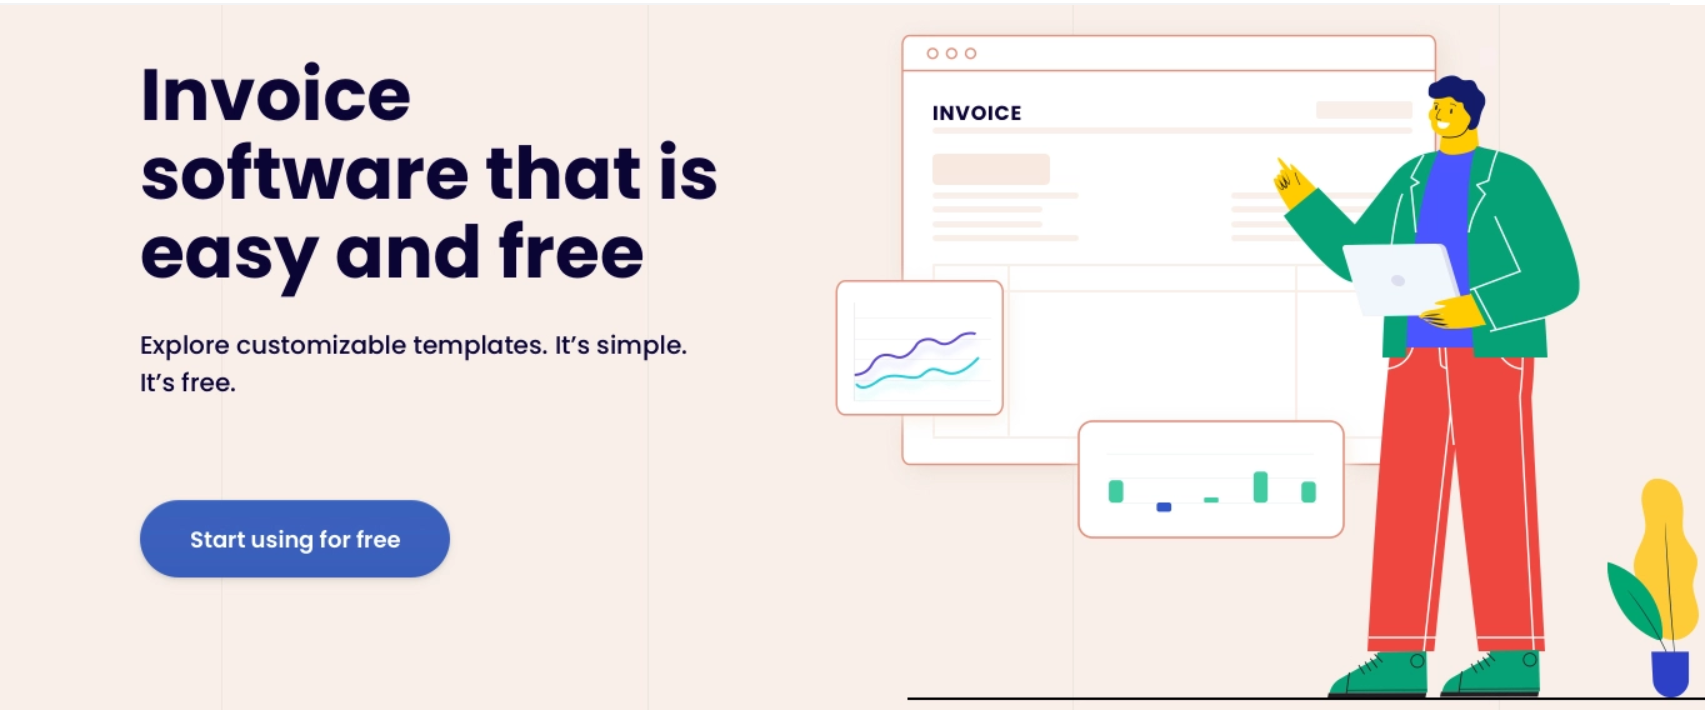 Invoice
software that is
easy and free
Explore customizable templates. It’s simple.
It’s free.
Start using for free
INVOICE